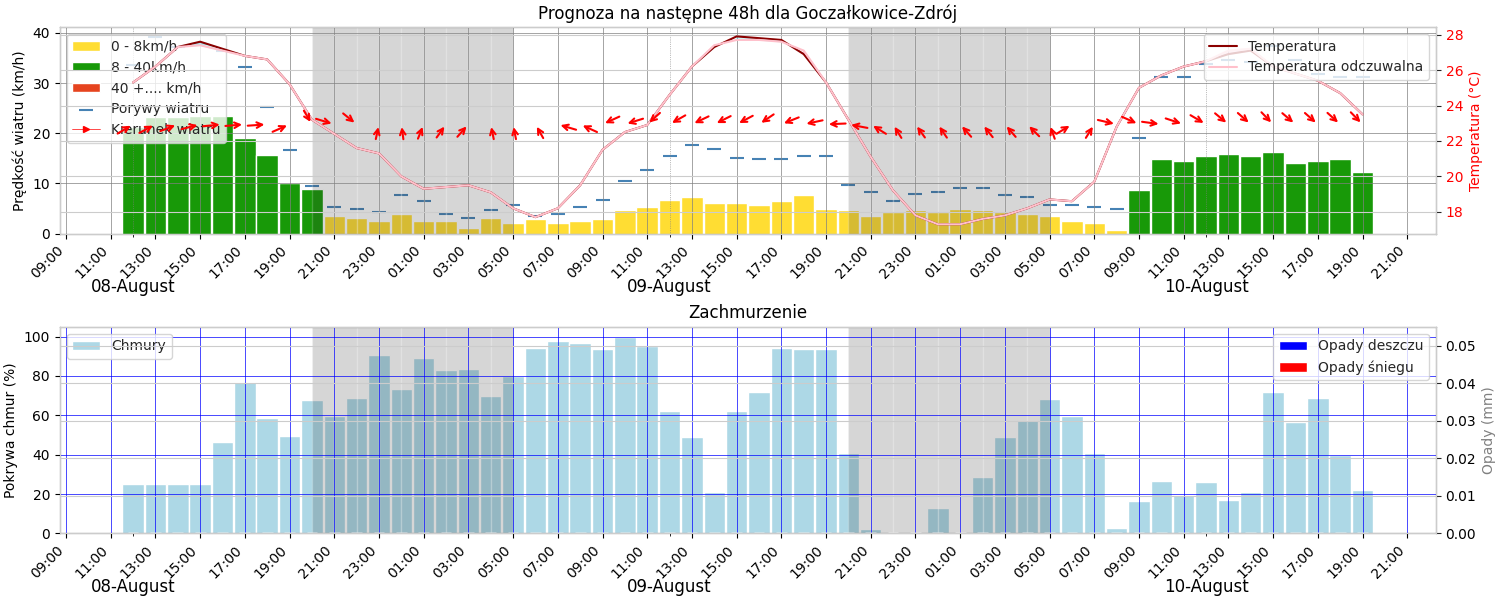 Prognoza na następne 48h dla Goczałkowice-Zdrój
Prędkość wiatru (km/h)
40
30
20
10
0
0 - 8km/h
8 - 40km/h
40 +.... km/h
Porywy wiatru
Kierunek wiatru
Temperatura
Temperatura odczuwalna
28
26
24
22
20
18
Temperatura (°C)
09:00 11:00 13:00 15:00 17:00 19:00 21:00 23:00 01:00 03:00 05:00 07:00 09:00 11:00 13:00 15:00 17:00 19:00 21:00 23:00 01:00 03:00 05:00 07:00 09:00 11:00 13:00 15:00 17:00 19:00 21:00
08-August 09-August 10-August
Zachmurzenie
Pokrywa chmur (%)
100
80
60
40
20
0
Chmury
Opady deszczu
Opady śniegu
0.05
0.04
0.03
0.02
0.01
0.00
Opady (mm)
09:00 11:00 13:00 15:00 17:00 19:00 21:00 23:00 01:00 03:00 05:00 07:00 09:00 11:00 13:00 15:00 17:00 19:00 21:00 23:00 01:00 03:00 05:00 07:00 09:00 11:00 13:00 15:00 17:00 19:00 21:00
08-August 09-August 10-August